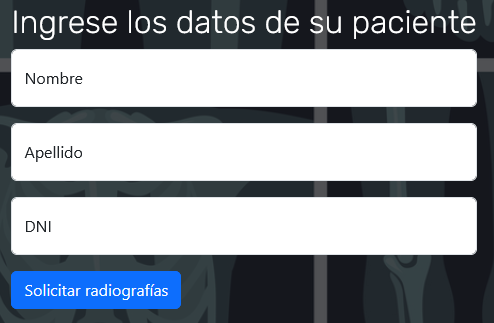 Ingrese los datos de su paciente
Nombre
Apellido
DNI
Solicitar radiografías